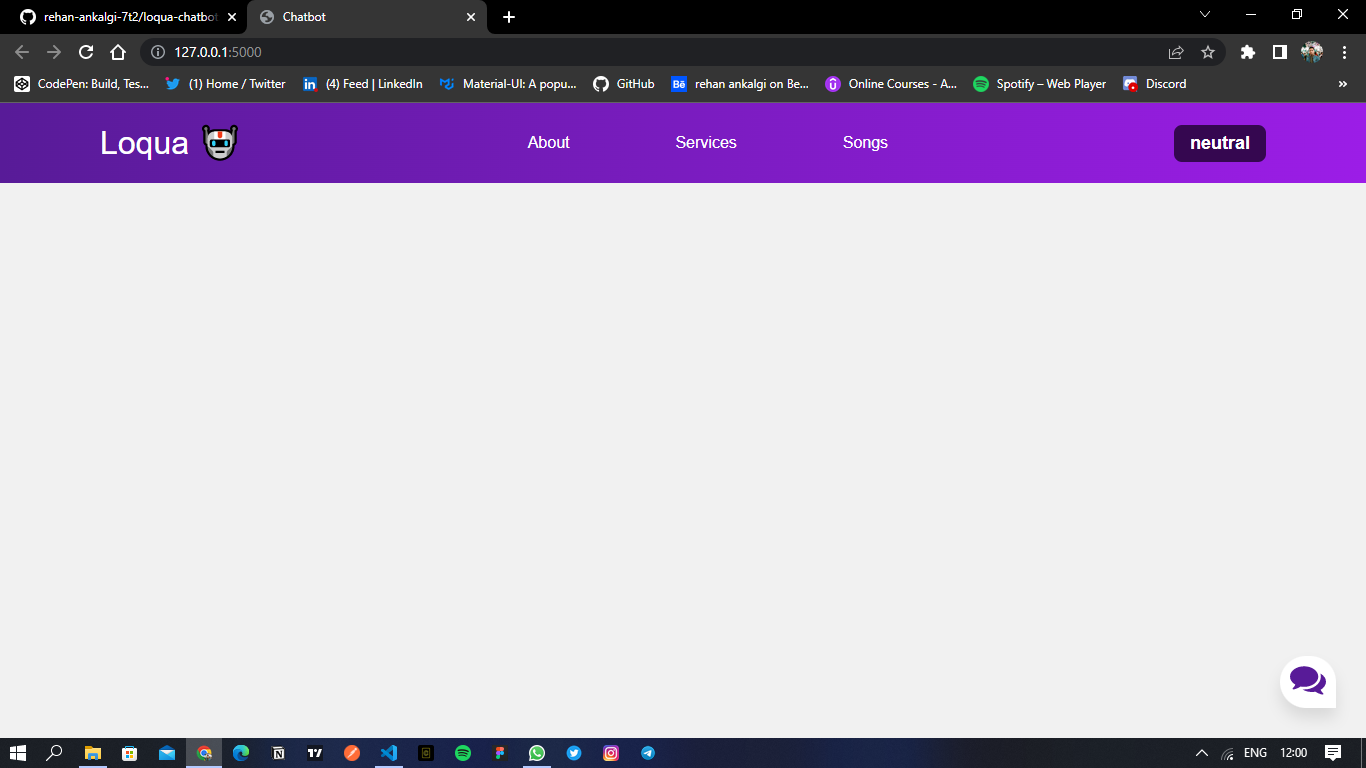 rehan-ankalgi-7t2/loqua-chatbot
Chatbot
127.0.0.1:5000
CodePen: Build, Tes...
(1) Home / Twitter
(4) Feed | LinkedIn
Material-UI: A popu...
GitHub
rehan ankalgi on Be...
Online Courses - A...
Spotify – Web Player
Discord
»
Loqua
About
Services
Songs
neutral
ENG
12:00